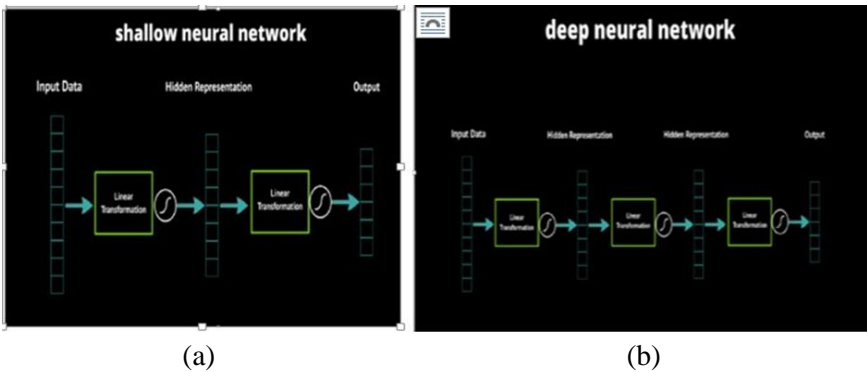 shallow neural network
Input Data Hidden Representation Output
Linear Transformation
Linear Transformation
(a)
deep neural network
Input Data Hidden Representation Hidden Representation Output
Linear Transformation
Linear Transformation
Linear Transformation
(b)